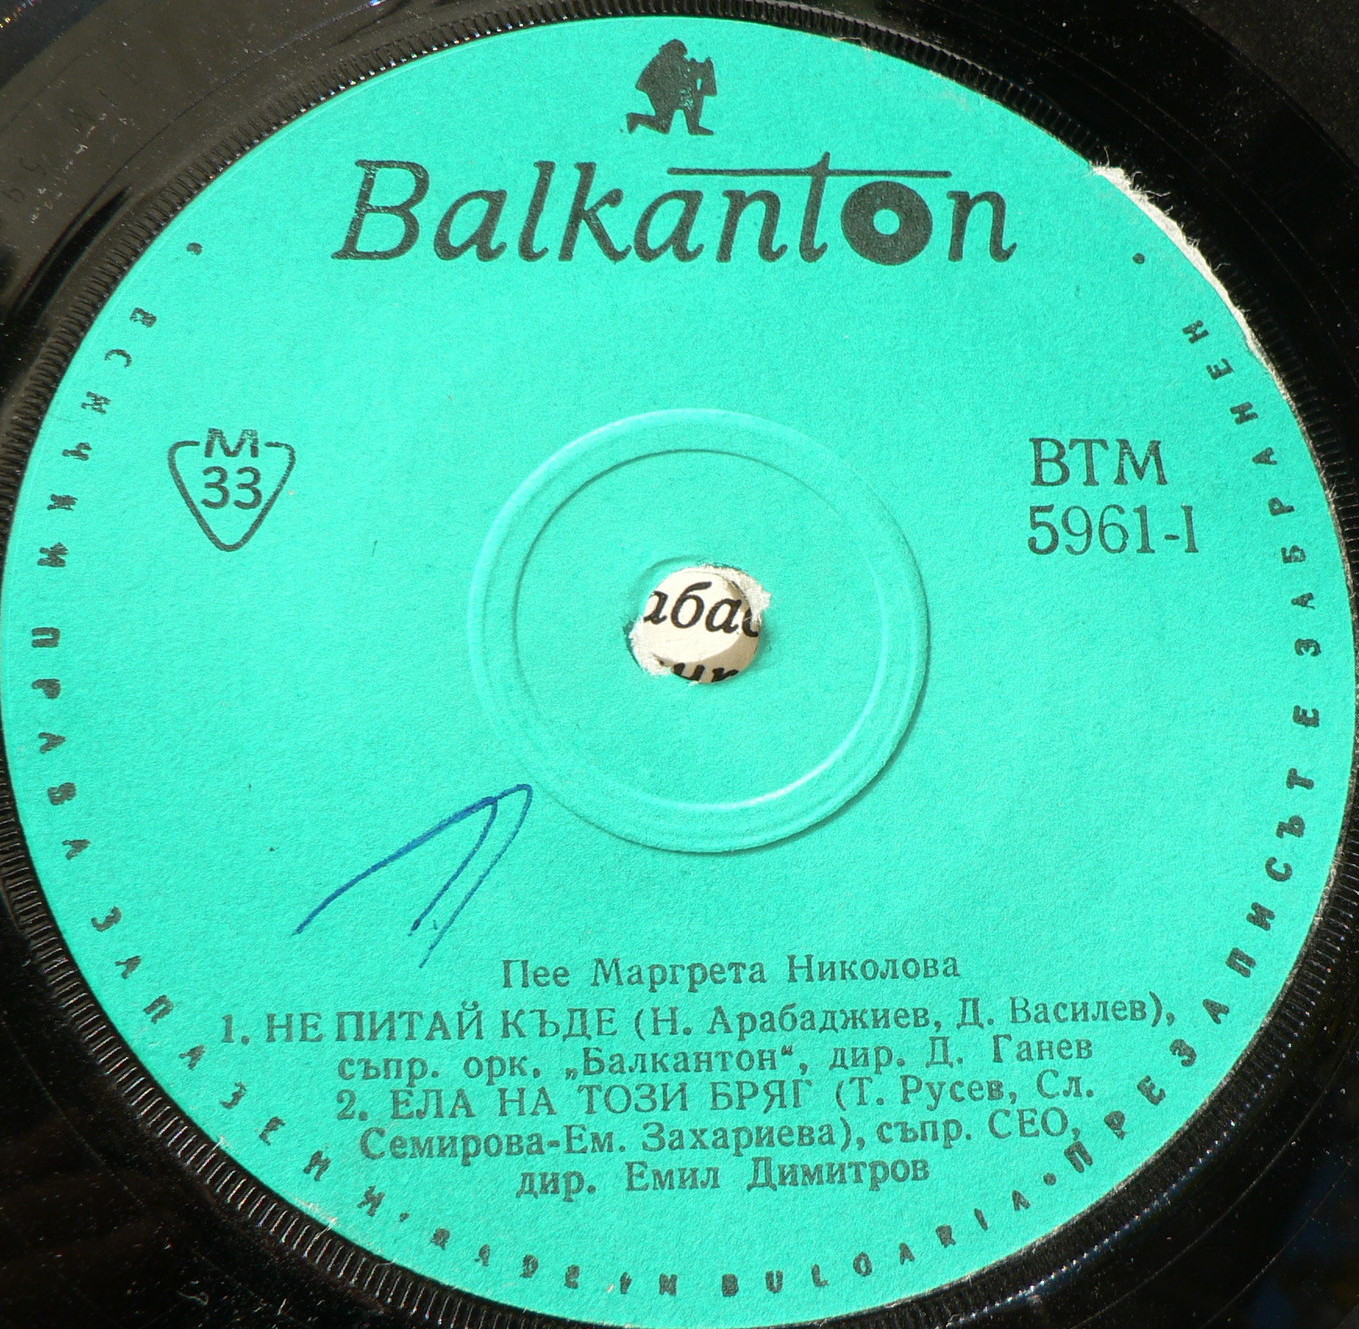 Balkanton
M
33
ВТМ
5961-I
абас
Пее Маргрета Николова
1. НЕ ПИТАЙ КЪДЕ (Н. Арабаджиев, Д. Василев),
съпр. орк. „Балкантон“, дир. Д. Ганев
2. ЕЛА НА ТОЗИ БРЯГ (Т. Русев, Сл.
Семирова-Ем. Захариева), съпр. СЕО,
дир. Емил Димитров
ВСИЧКИ ПРАВА ЗАПАЗЕНИ • MADE IN BULGARIA • ПРЕЗАПИСЪТ Е ЗАБРАНЕН •